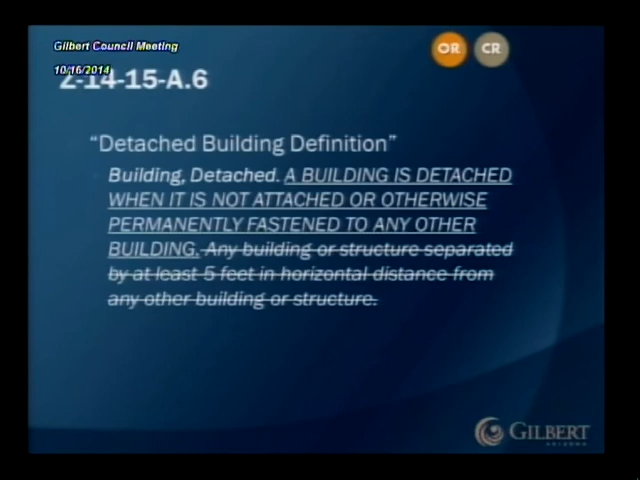 Gilbert Council Meeting
OR CR
10/16/2014
Z-14-15-A.6
“Detached Building Definition”
Building, Detached. A BUILDING IS DETACHED
WHEN IT IS NOT ATTACHED OR OTHERWISE
PERMANENTLY FASTENED TO ANY OTHER
BUILDING. Any building or structure separated
by at least 5 feet in horizontal distance from
any other building or structure.
GILBERT
ARIZONA